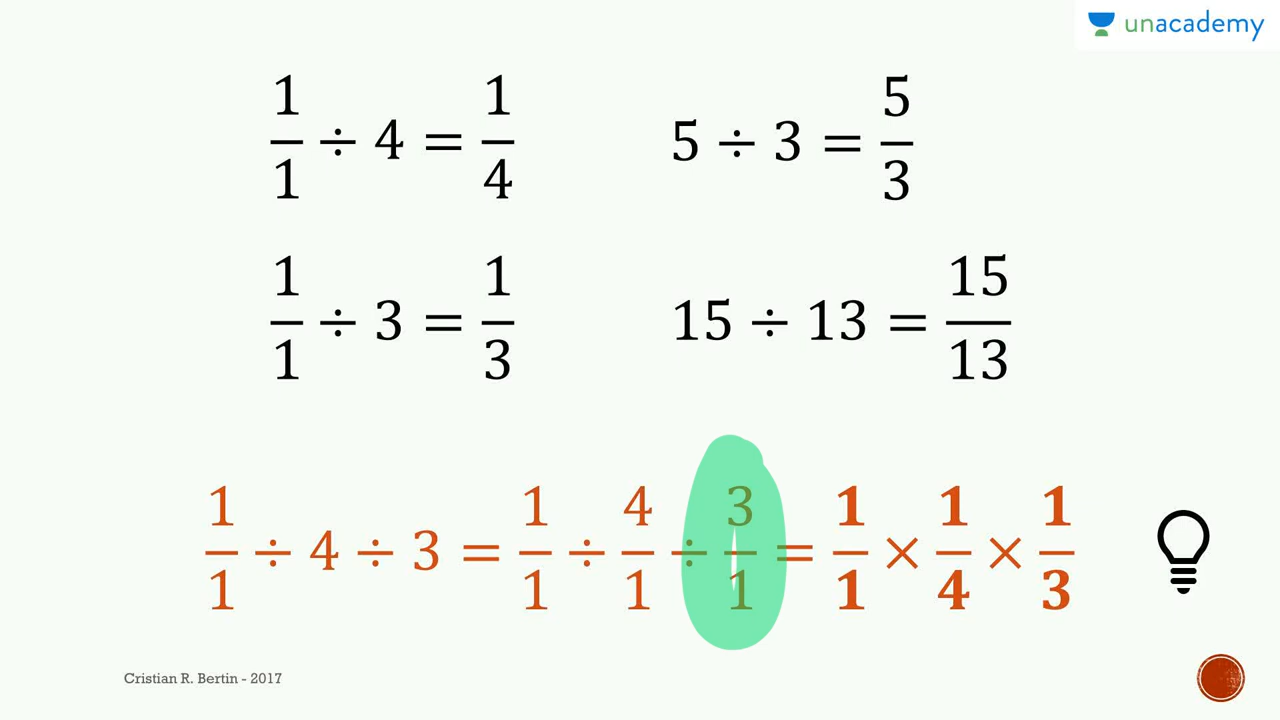 unacademy
1/1 ÷ 4 = 1/4
5 ÷ 3 = 5/3
1/1 ÷ 3 = 1/3
15 ÷ 13 = 15/13
1/1 ÷ 4 ÷ 3 = 1/1 ÷ 4/1 ÷ 3/1 = 1/1 × 1/4 × 1/3
Cristian R. Bertin - 2017